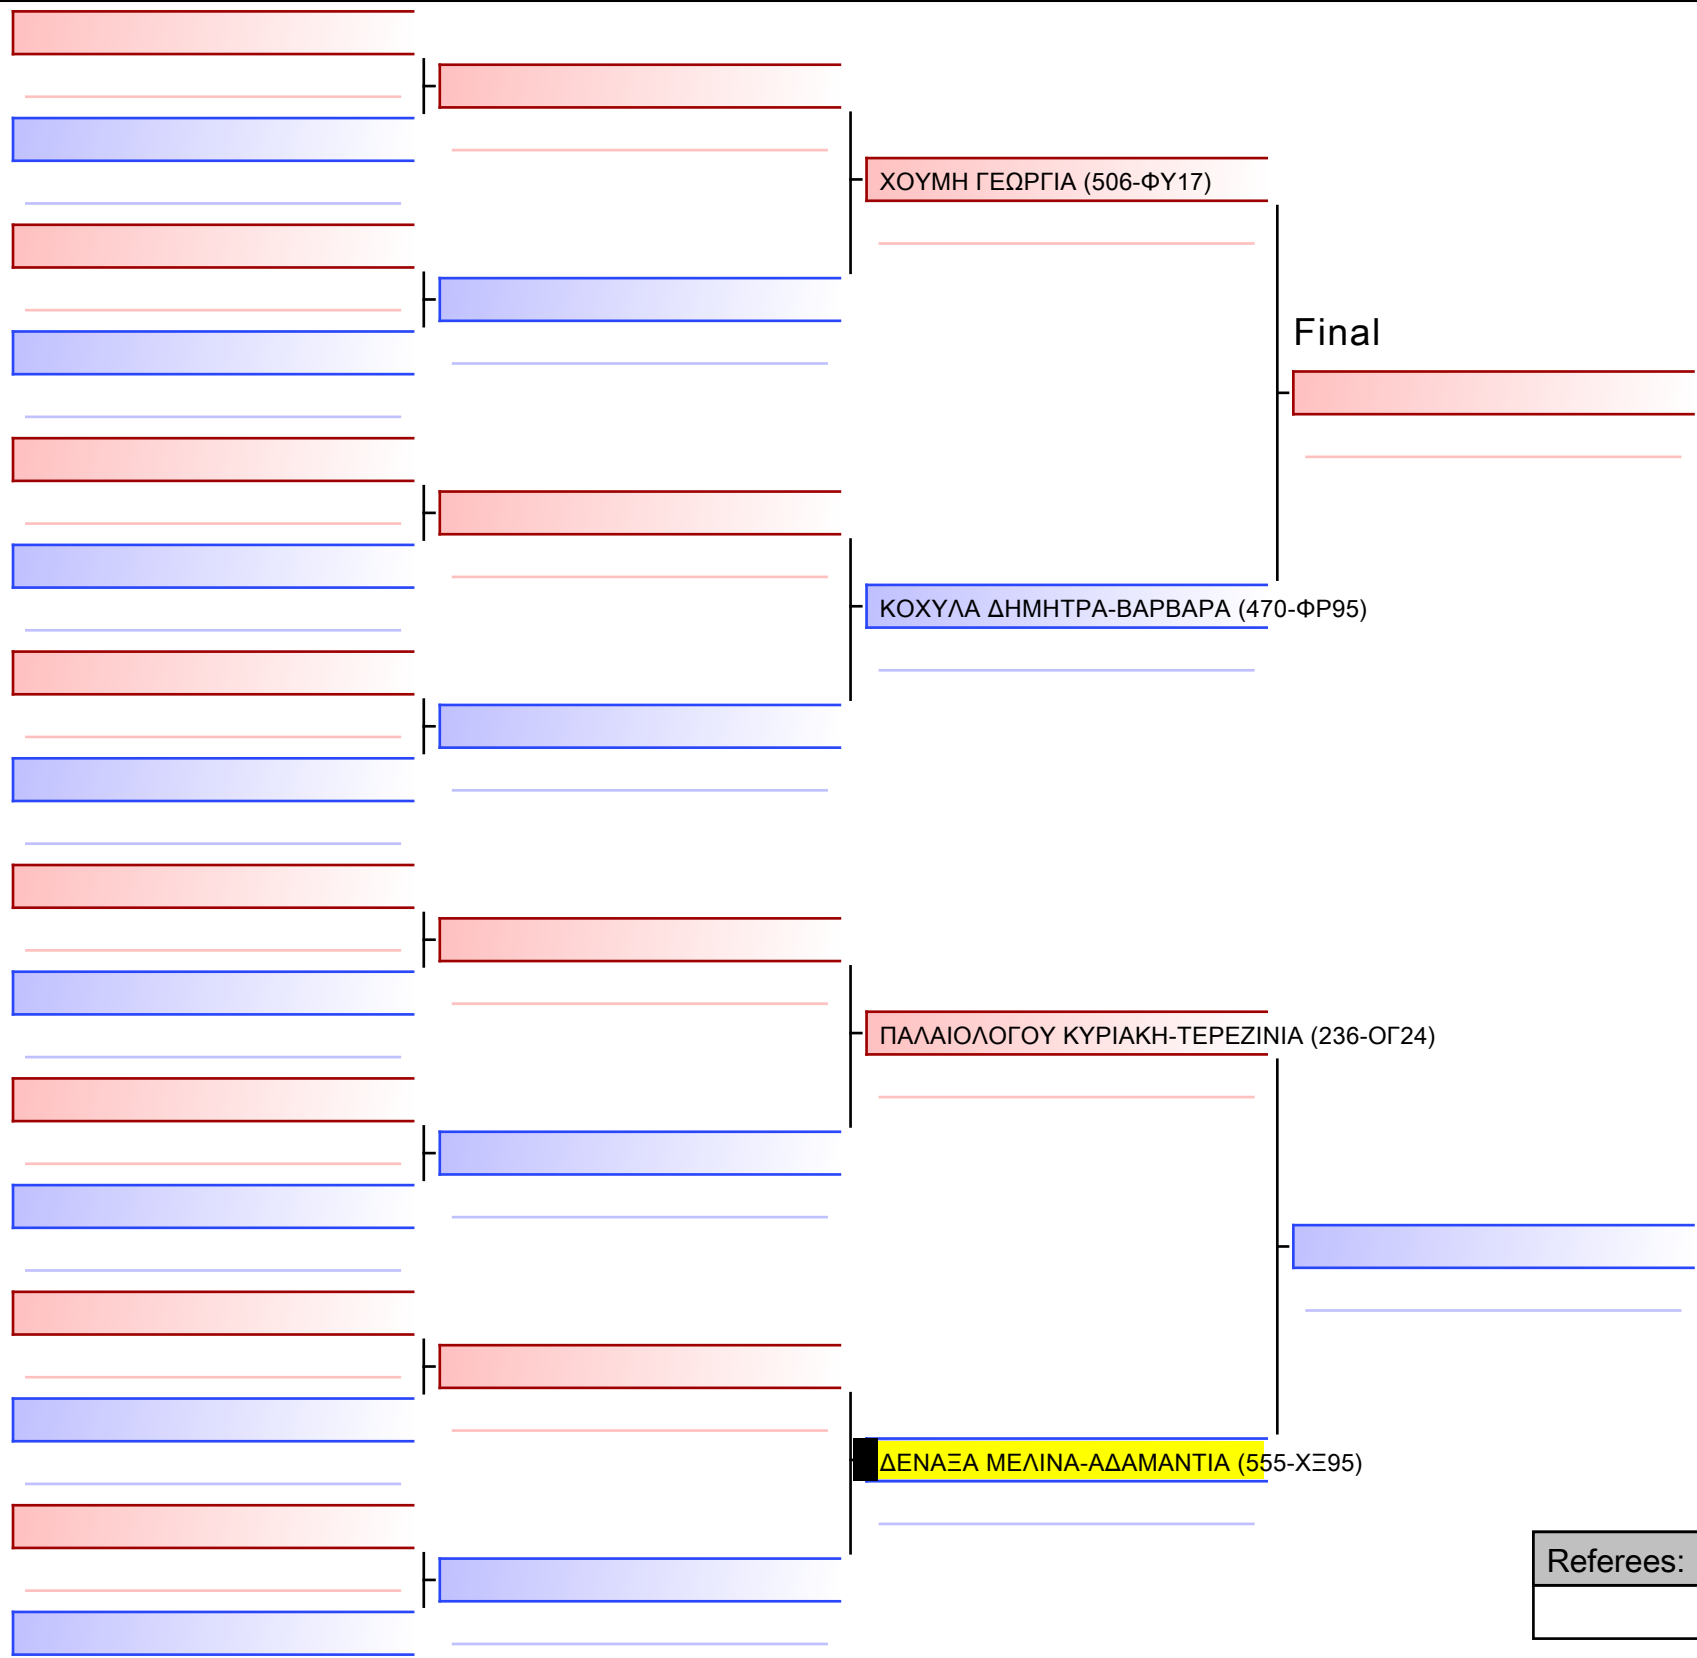 ΧΟΥΜΗ ΓΕΩΡΓΙΑ (506-ΦΥ17)
Final
ΚΟΧΥΛΑ ΔΗΜΗΤΡΑ-ΒΑΡΒΑΡΑ (470-ΦΡ95)
ΠΑΛΑΙΟΛΟΓΟΥ ΚΥΡΙΑΚΗ-ΤΕΡΕΖΙΝΙΑ (236-ΟΓ24)
ΔΕΝΑΞΑ ΜΕΛΙΝΑ-ΑΔΑΜΑΝΤΙΑ (555-ΧΞ95)
Referees: